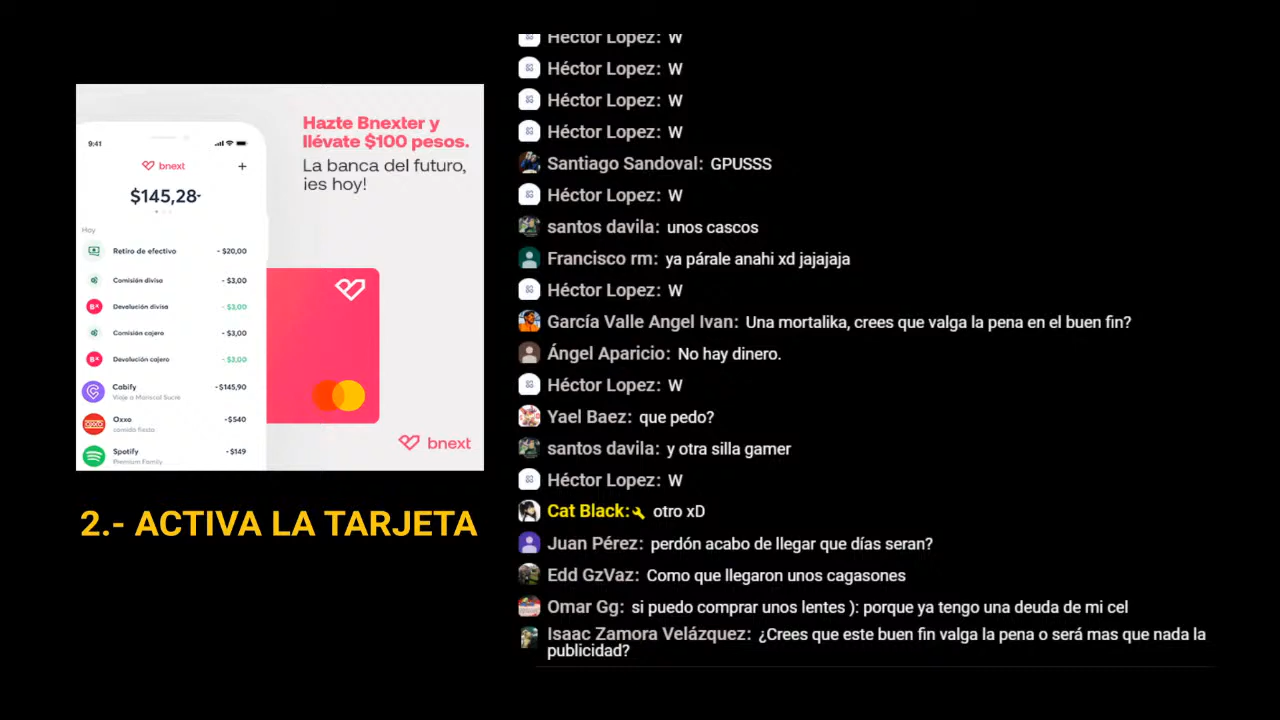 Hazte Bnexter y
llévate $100 pesos.
La banca del futuro,
¡es hoy!
9:41
bnext
+
$145,28
Hoy
Retiro de efectivo - $20,00
Comisión divisa - $3,00
Devolución divisa - $3,00
Comisión cajero - $3,00
Devolución cajero - $3,00
Cabify -$145,90
Viaje a Mariscal Sucre
Oxxo -$540
comida fiesta
Spotify -$149
Premium Family
bnext
2.- ACTIVA LA TARJETA
Héctor Lopez: W
Héctor Lopez: W
Héctor Lopez: W
Héctor Lopez: W
Santiago Sandoval: GPUSSS
Héctor Lopez: W
santos davila: unos cascos
Francisco rm: ya párale anahi xd jajajaja
Héctor Lopez: W
García Valle Angel Ivan: Una mortalika, crees que valga la pena en el buen fin?
Ángel Aparicio: No hay dinero.
Héctor Lopez: W
Yael Baez: que pedo?
santos davila: y otra silla gamer
Héctor Lopez: W
Cat Black: otro xD
Juan Pérez: perdón acabo de llegar que días seran?
Edd GzVaz: Como que llegaron unos cagasones
Omar Gg: si puedo comprar unos lentes ): porque ya tengo una deuda de mi cel
Isaac Zamora Velázquez: ¿Crees que este buen fin valga la pena o será mas que nada la
publicidad?